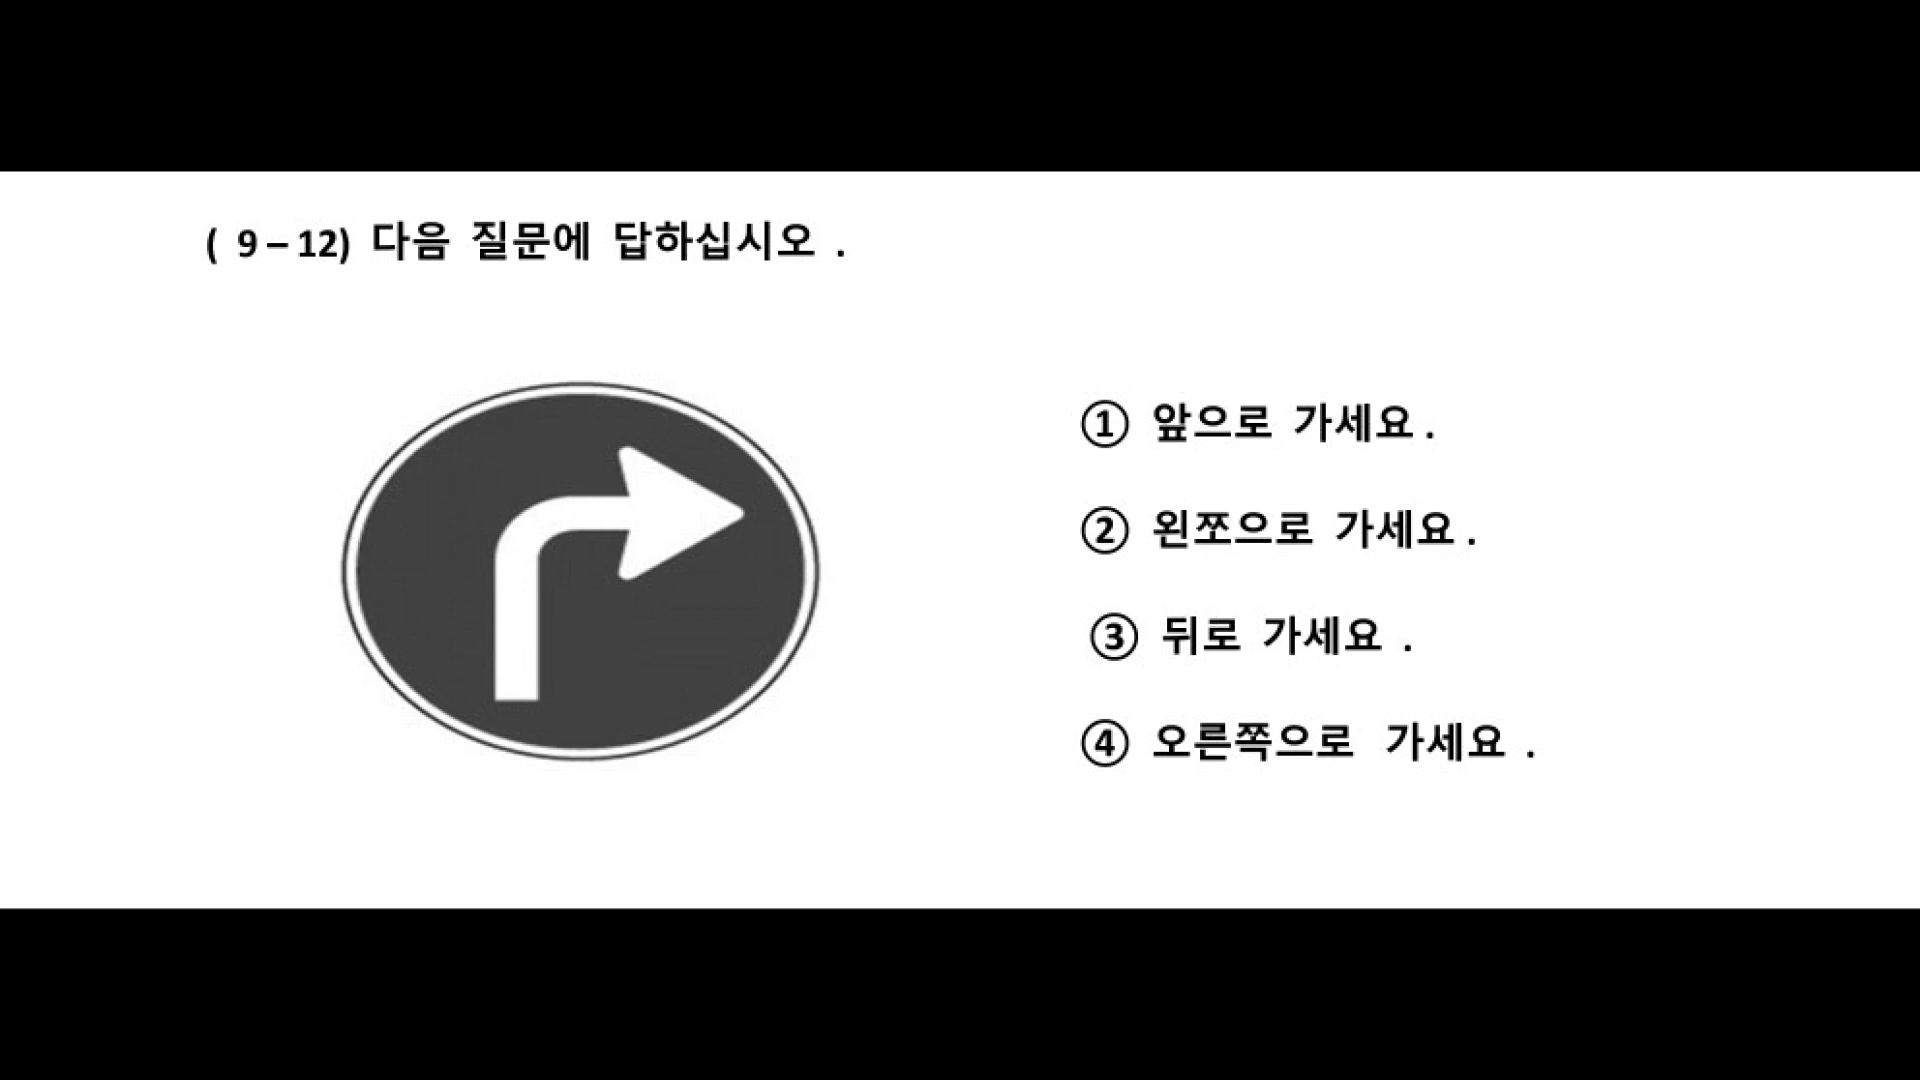 ( 9 – 12) 다음 질문에 답하십시오 .
① 앞으로 가세요 .
② 왼쪼으로 가세요 .
③ 뒤로 가세요 .
④ 오른쪽으로 가세요 .